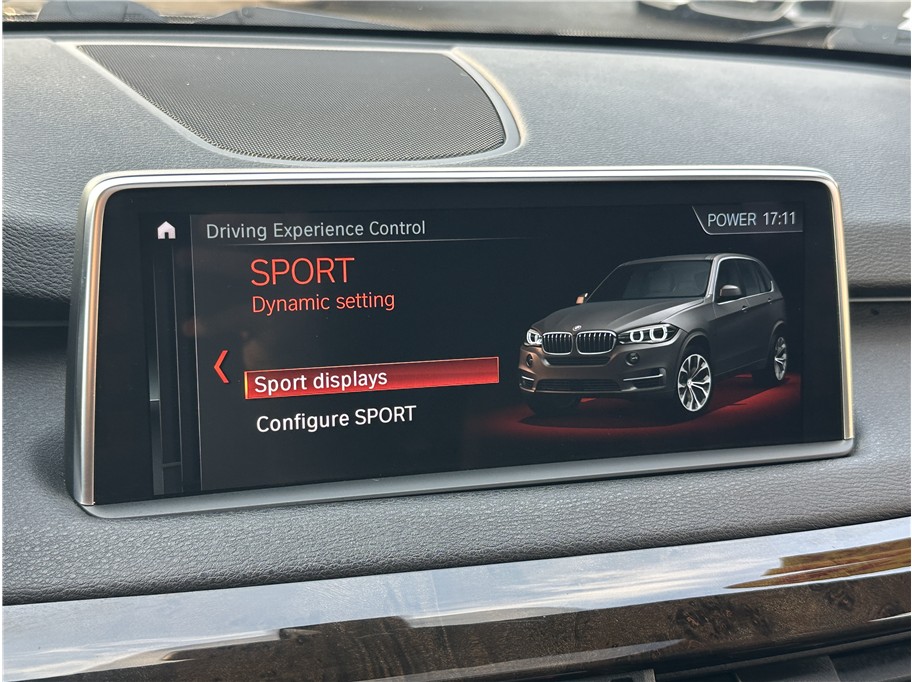 Driving Experience Control
POWER 17:11
SPORT
Dynamic setting
Sport displays
Configure SPORT